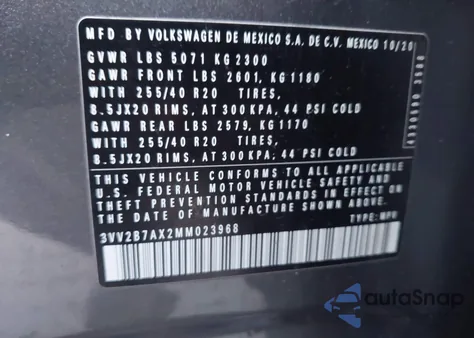 MFD BY VOLKSWAGEN DE MEXICO S.A. DE C.V. MEXICO 10/20
GVWR LBS 5071 KG 2300
GAWR FRONT LBS 2601, KG 1180
WITH 255/40 R20 TIRES,
8.5JX20 RIMS, AT 300 KPA, 44 PSI COLD
GAWR REAR LBS 2579, KG 1170
WITH 255/40 R20 TIRES,
8.5JX20 RIMS, AT 300 KPA, 44 PSI COLD
THIS VEHICLE CONFORMS TO ALL APPLICABLE
U.S. FEDERAL MOTOR VEHICLE SAFETY AND
THEFT PREVENTION STANDARDS IN EFFECT ON
THE DATE OF MANUFACTURE SHOWN ABOVE.
TYPE: MPV
3VV2B7AX2MM023968
autoSnap